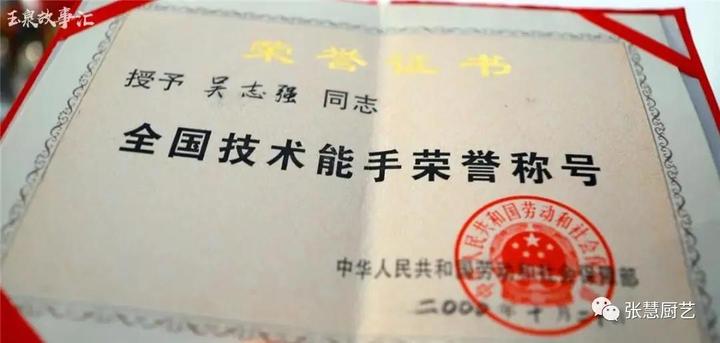 玉泉故事汇
荣誉证书
授予 吴志强 同志
全国技术能手荣誉称号
中华人民共和国劳动和社会保障部
张慧厨艺